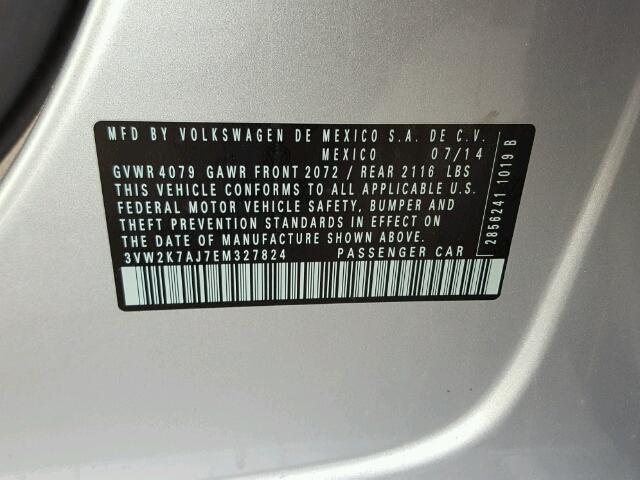 MFD BY VOLKSWAGEN DE MEXICO S.A. DE C.V.
MEXICO 07/14
GVWR 4079 GAWR FRONT 2072 / REAR 2116 LBS
THIS VEHICLE CONFORMS TO ALL APPLICABLE U.S.
FEDERAL MOTOR VEHICLE SAFETY, BUMPER AND
THEFT PREVENTION STANDARDS IN EFFECT ON
THE DATE OF MANUFACTURE SHOWN ABOVE.
3VW2K7AJ7EM327824 PASSENGER CAR
2856241 1019 B